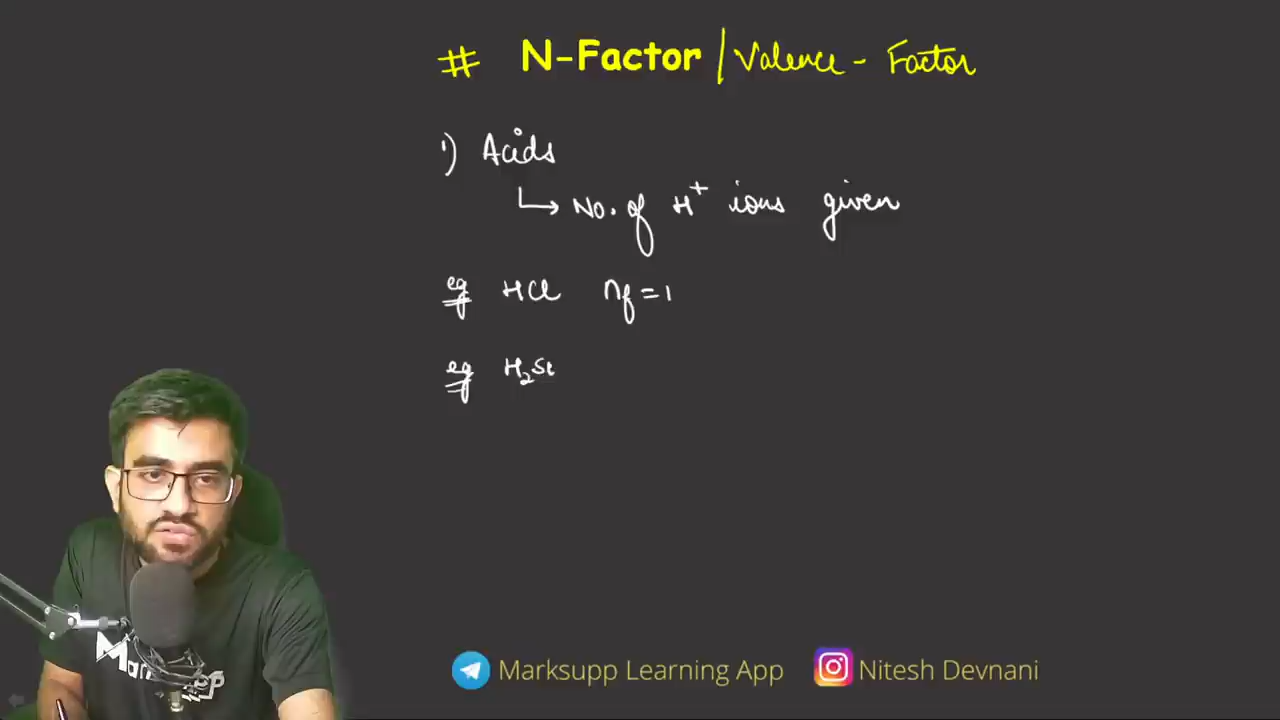 # N-Factor / Valence - Factor
1) Acids
↳ No. of H⁺ ions given
eg HCl nf = 1
eg H₂S
Marksupp Learning App Nitesh Devnani